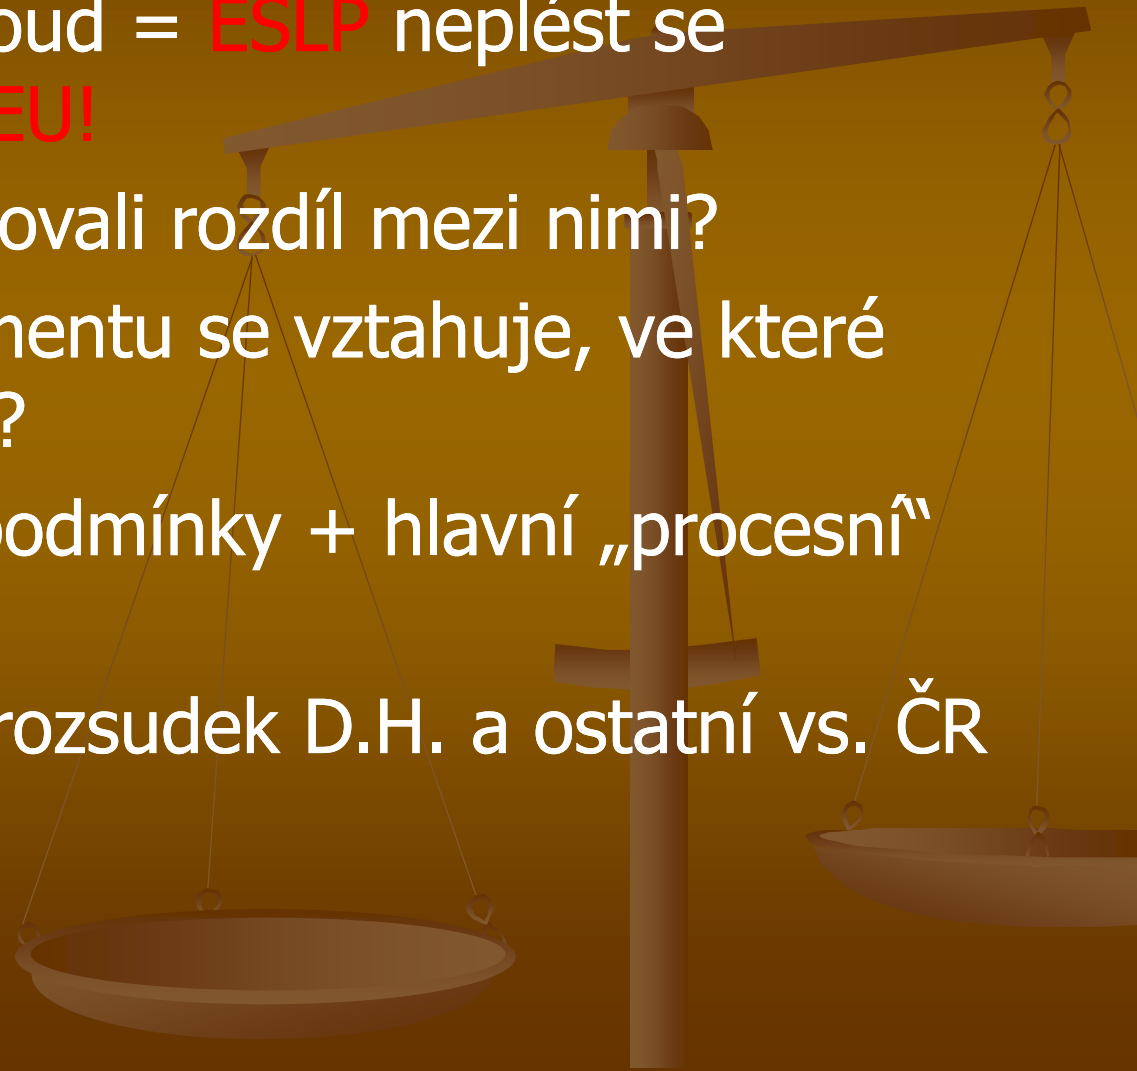 oud = ESLP neplést se
EU!
ovali rozdíl mezi nimi?
mentu se vztahuje, ve které
?
podmínky + hlavní „procesní“
rozsudek D.H. a ostatní vs. ČR